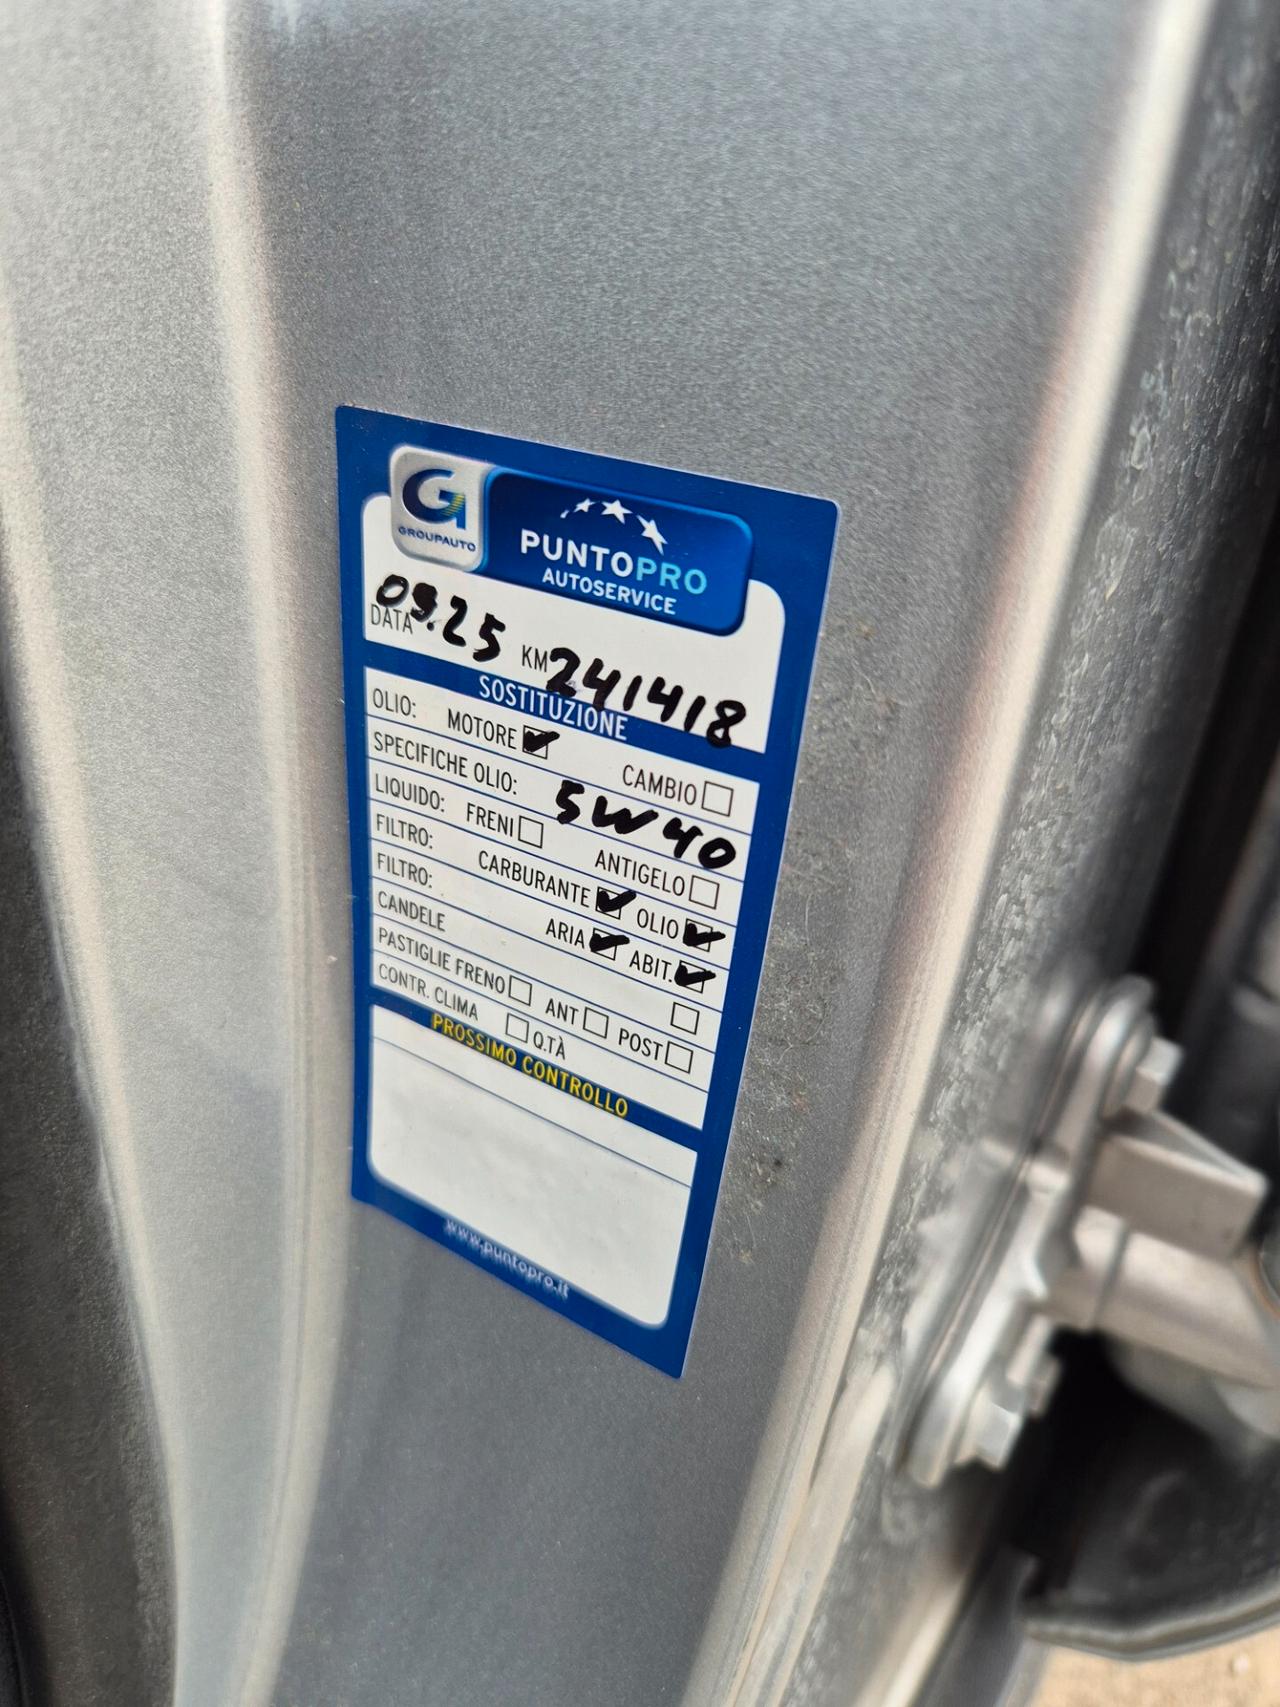 GROUPAUTO
PUNTOPRO
AUTOSERVICE
DATA 09.25 KM 241418
SOSTITUZIONE
OLIO: MOTORE CAMBIO
SPECIFICHE OLIO: 5W40
LIQUIDO: FRENI ANTIGELO
FILTRO: CARBURANTE OLIO
FILTRO: ARIA ABIT.
CANDELE
PASTIGLIE FRENO ANT POST
CONTR. CLIMA Q.TÀ
PROSSIMO CONTROLLO
www.puntopro.it